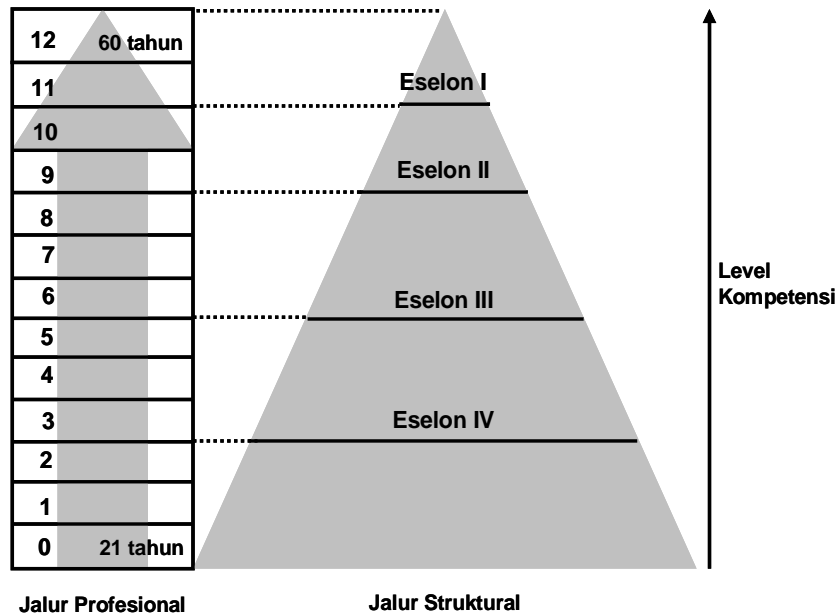 12 60 tahun
11
10
9
8
7
6
5
4
3
2
1
0 21 tahun
Jalur Profesional
Eselon I
Eselon II
Eselon III
Eselon IV
Jalur Struktural
Level
Kompetensi